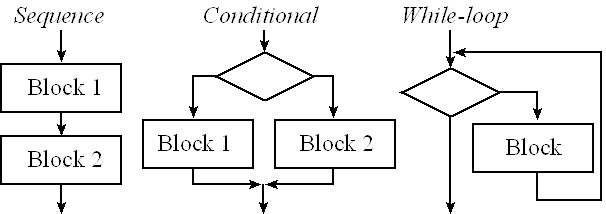 Sequence
Block 1
Block 2
Conditional
Block 1
Block 2
While-loop
Block